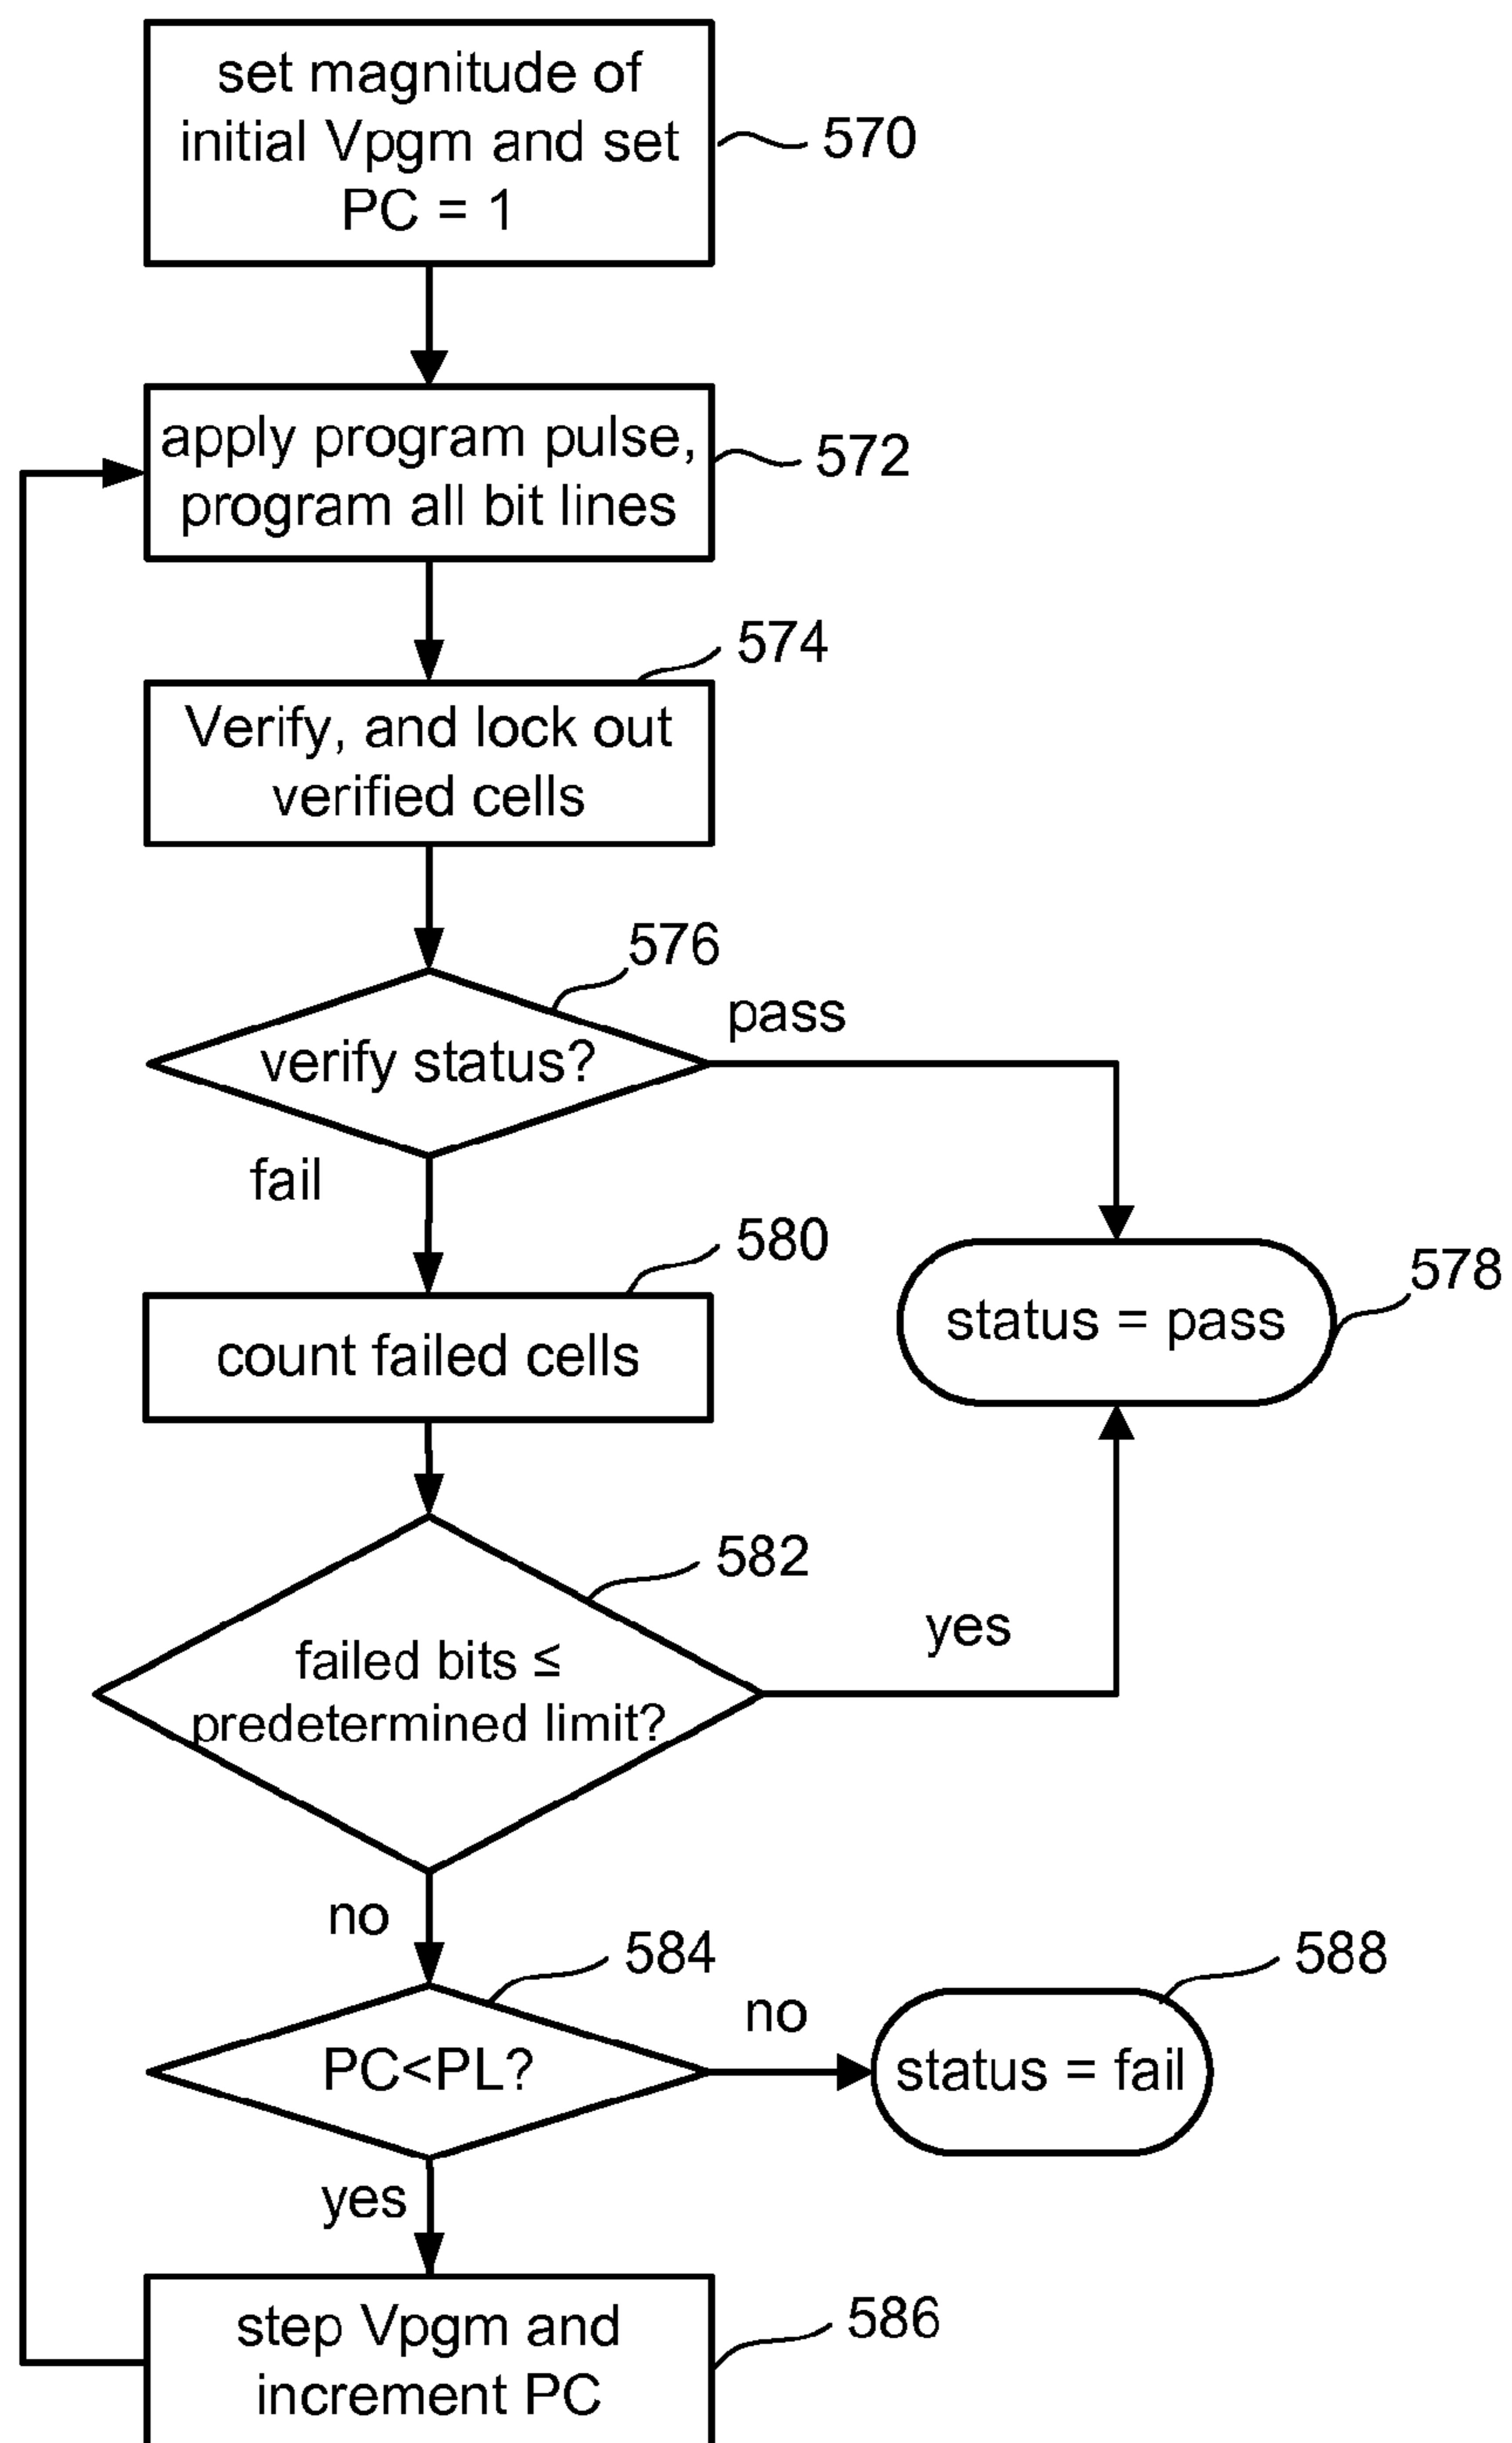 set magnitude of
initial Vpgm and set
PC = 1
570
apply program pulse,
program all bit lines
572
574
Verify, and lock out
verified cells
576
pass
verify status?
fail
580
578
status = pass
count failed cells
582
yes
failed bits ≤
predetermined limit?
no
584
588
no
PC<PL?
status = fail
yes
step Vpgm and
increment PC
586